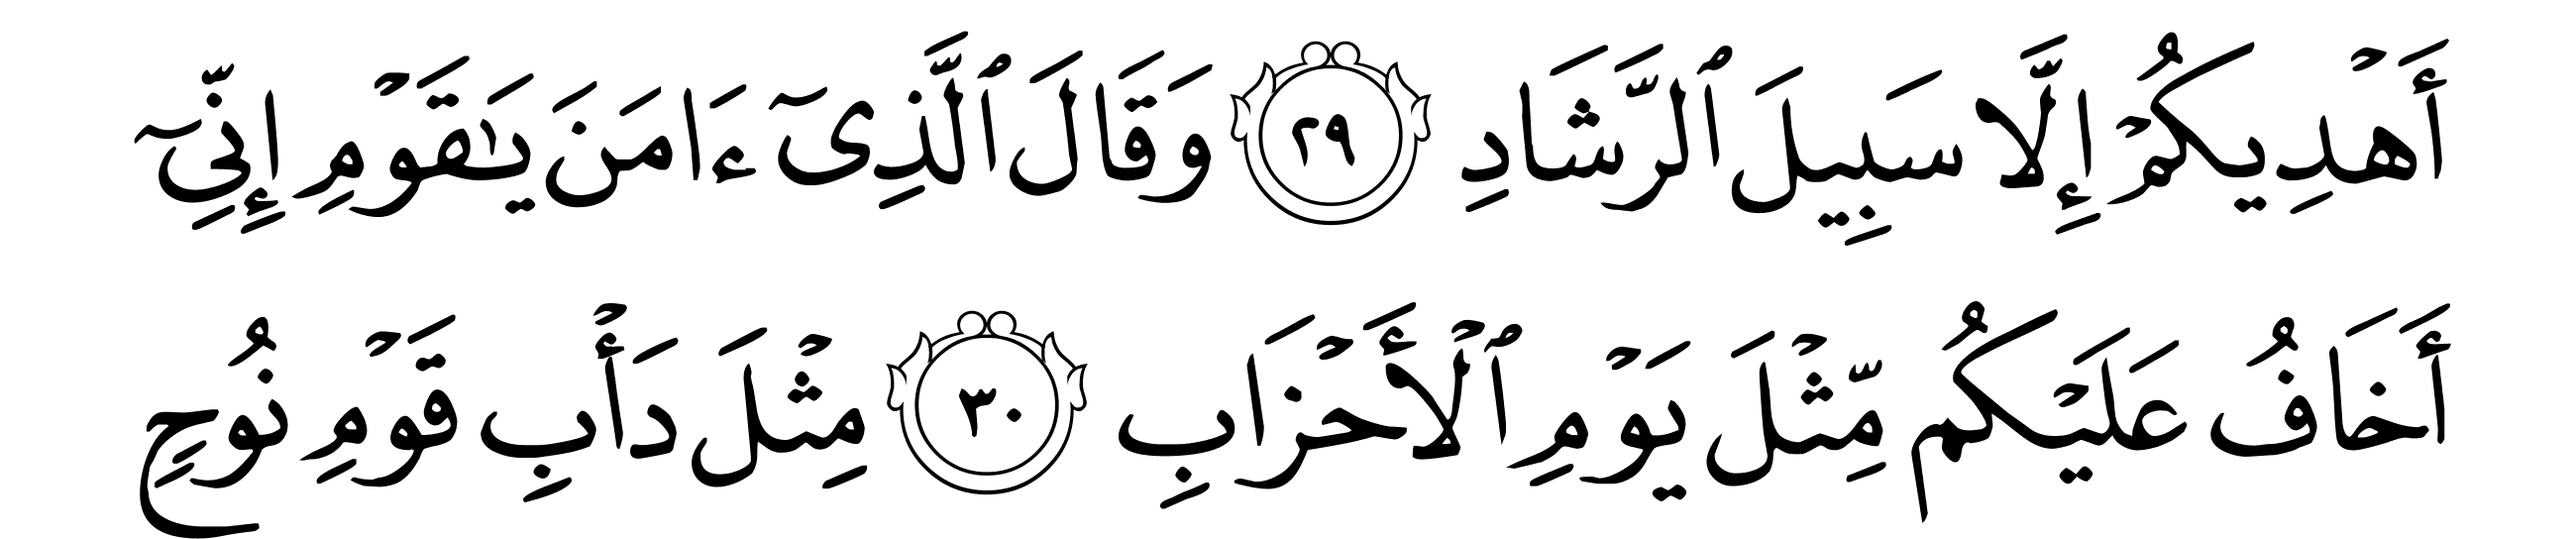 أَهْدِيكُمْ إِلَّا سَبِيلَ ٱلرَّشَادِ ٢٩ وَقَالَ ٱلَّذِىٓ ءَامَنَ يَـٰقَوْمِ إِنِّىٓ
أَخَافُ عَلَيْكُم مِّثْلَ يَوْمِ ٱلْأَحْزَابِ ٣٠ مِثْلَ دَأْبِ قَوْمِ نُوحٍ